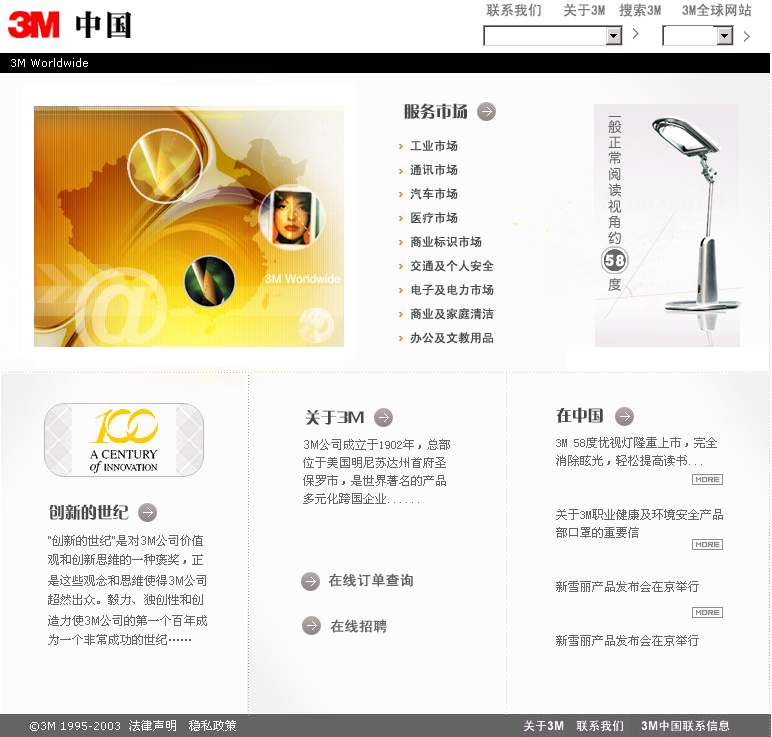 3M 中国
联系我们 关于3M 搜索3M 3M全球网站
3M Worldwide
3M Worldwide
@
服务市场
工业市场
通讯市场
汽车市场
医疗市场
商业标识市场
交通及个人安全
电子及电力市场
商业及家庭清洁
办公及文教用品
一般正常阅读视角约58度
100
A CENTURY
of INNOVATION
创新的世纪
"创新的世纪"是对3M公司价值
观和创新思维的一种褒奖，正
是这些观念和思维使得3M公司
超然出众。毅力、独创性和创
造力使3M公司的第一个百年成
为一个非常成功的世纪……
关于3M
3M公司成立于1902年，总部
位于美国明尼苏达州首府圣
保罗市，是世界著名的产品
多元化跨国企业......
在线订单查询
在线招聘
在中国
3M 58度忧视灯隆重上市，完全
消除眩光，轻松提高读书...
MORE
关于3M职业健康及环境安全产品
部口罩的重要信
MORE
新雪丽产品发布会在京举行
MORE
新雪丽产品发布会在京举行
©3M 1995-2003 法律声明 稳私政策
关于3M 联系我们 3M中国联系信息